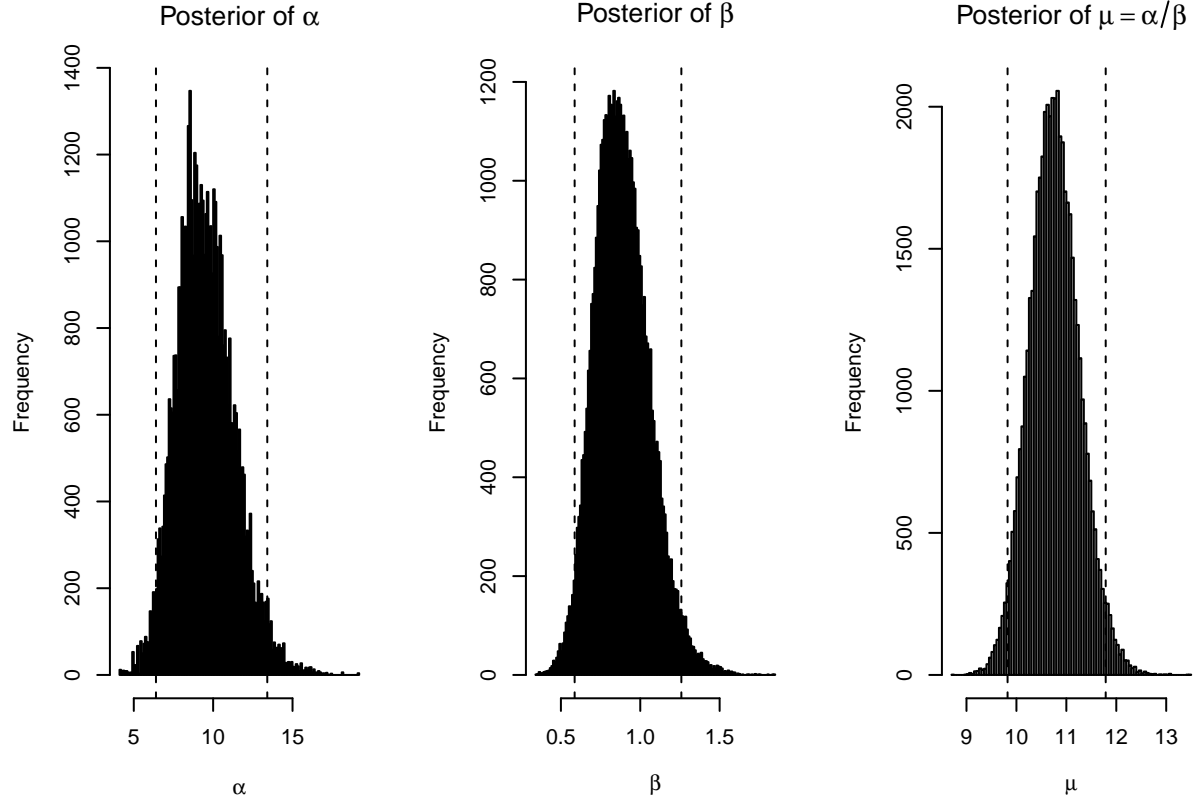 Posterior of α
Frequency
1400
1200
1000
800
600
400
200
0
5 10 15
α
Posterior of β
Frequency
1200
1000
800
600
400
200
0
0.5 1.0 1.5
β
Posterior of μ = α/β
Frequency
2000
1500
1000
500
0
9 10 11 12 13
μ